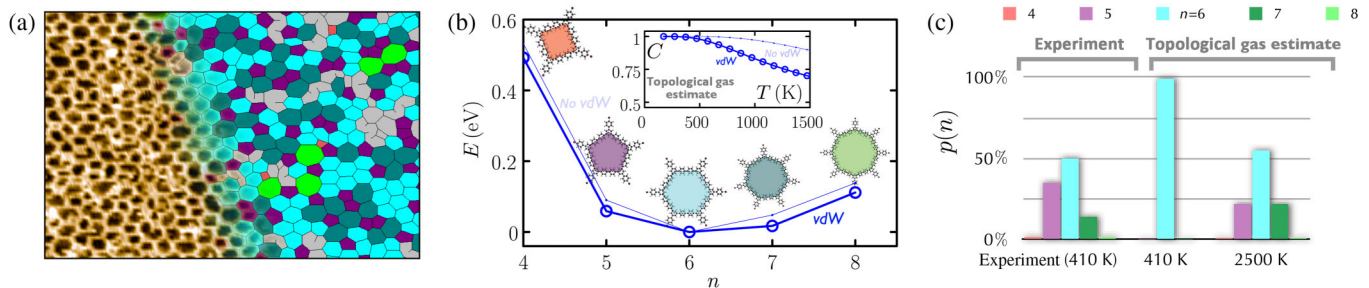 (a)
(b)
0.6
0.4
0.2
0
E (eV)
4
5
6
7
8
n
No vdW
vdW
1
0.75
0.5
C
No vdW
vdW
Topological gas
estimate
T (K)
0
500
1000
1500
(c)
4
5
n=6
7
8
Experiment
Topological gas estimate
100%
50%
0%
p(n)
Experiment (410 K)
410 K
2500 K